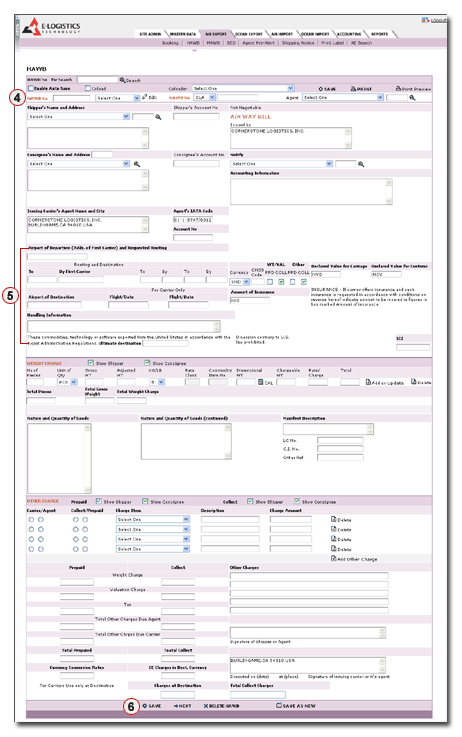 LOGOUT
E-LOGISTICS
TECHNOLOGY
SITE ADMIN MASTER DATA AIR EXPORT OCEAN EXPORT AIR IMPORT OCEAN IMPORT ACCOUNTING REPORTS
Booking | HAWB | MAWB | SED | Agent Pre-Alert | Shipping Notice | Print Label | AE Search
HAWB
HAWB No. For Search Search
Enable Auto Save Coload Coloader Select One SAVE PRINT Print Preview
4
HAWB No. Select One Edit MAWB No. CLR Agent Select One
Shipper's Name and Address Shipper's Account No Not Negotiable
Select One AIR WAY BILL
Issued by
CORNERSTONE LOGISTICS, INC.
Consignee's Name and Address Consignee's Account No Notify
Select One Select One
Accounting Information
Issuing Carrier's Agent Name and City Agent's IATA Code
CORNERSTONE LOGISTICS, INC.
BURLINGAME, CA 94010 USA
Account No
Airport of Departure (Addr. of First Carrier) and Requested Routing
5
Routing and Destination WT/VAL Other
To By First Carrier To By To By Currency CHGS Code PPD COLL PPD COLL Declared Value for Carriage Declared Value for Customs
USD NVD NCV
For Carrier Only Amount of Insurance
Airport of Destination Flight/Date Flight/Date XXX
INSURANCE - If carrier offers insurance and such
insurance is requested in accordance with conditions on
reverse hereof indicate amount to be insured in figures in
box marked Amount of Insurance
Handling Information
These commodities, technology or software exported from the United States in accordance with the Diversion contrary to U.S.
Export Administration Regulations. Ultimate destination law prohibited. SCI
WEIGHT CHARGE Show Shipper Show Consignee
No of Pieces Unit of Qty Gross WT Adjusted WT KG/LB Rate Class Commodity Item No Dimensional WT Chargeable WT Rate/ Charge Total
PCS CAL Add or Update Delete
Total Pieces Total Gross Weight Total Weight Charge
Nature and Quantity of Goods Nature and Quantity of Goods (continued) Manifest Description
LC No.
C.I. No.
Other Ref.
OTHER CHARGE Prepaid Show Shipper Show Consignee Collect Show Shipper Show Consignee
Carrier/Agent Collect/Prepaid Charge Item Description Charge Amount
Select One Delete
Select One Delete
Select One Delete
Select One Delete
Add Other Charge
Prepaid Collect Other Charges
Weight Charge
Valuation Charge
Tax
Total Other Charges Due Agent
Total Other Charges Due Carrier
Signature of Shipper or Agent
Total Prepaid Total Collect
BURLINGAME,CA 94010 USA
Currency Conversion Rates CC Charges in Dest. Currency
Executed on (date) at (place) Signature of issuing carrier or it's agent
For Carriers Use only at Destination Charges at Destination Total Collect Charges
6
SAVE NEXT DELETE HAWB SAVE AS NEW